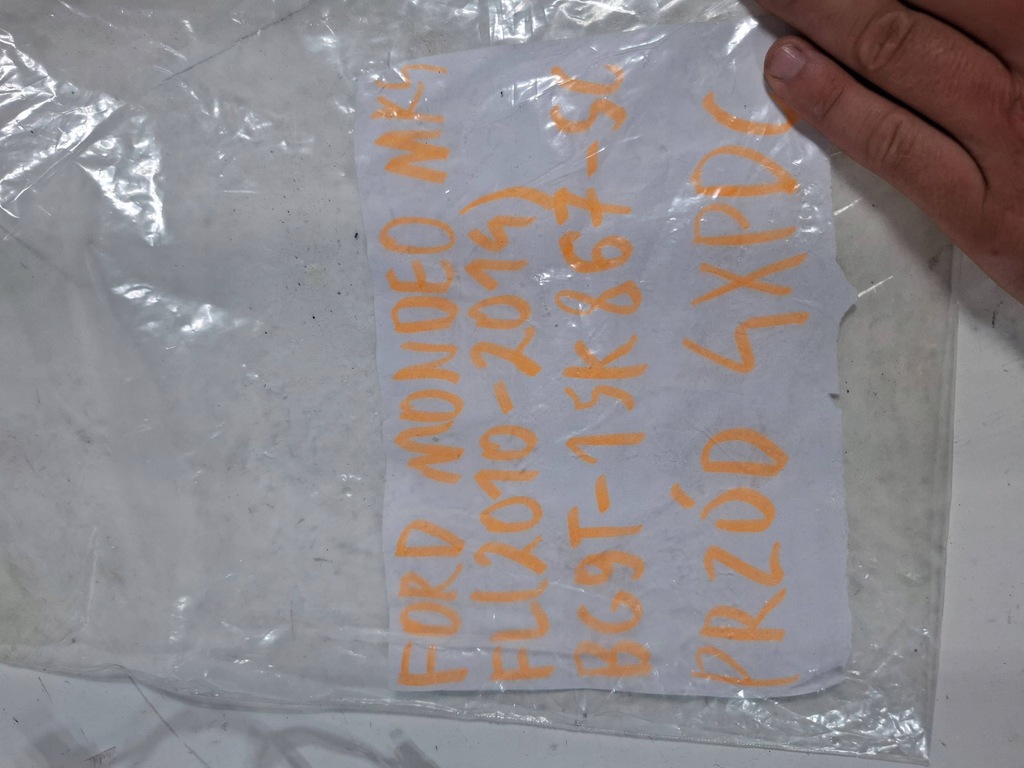 FORD MONDEO MK4
FL(2010-2014)
BG9T-15K867-SC
PRZÓD 4XPDC